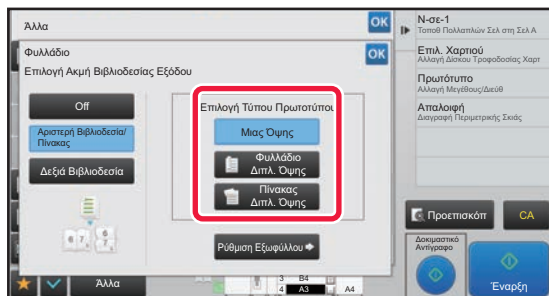 Άλλα
OK
Φυλλάδιο
OK
Επιλογή Ακμή Βιβλιοδεσίας Εξόδου
Off
Αριστερή Βιβλιοδεσία/
Πίνακας
Δεξιά Βιβλιοδεσία
Επιλογή Τύπου Πρωτοτύπου
Μιας Όψης
Φυλλάδιο
Διπλ. Όψης
Πίνακας
Διπλ. Όψης
Ρύθμιση Εξωφύλλου
Άλλα
3 B4
4 A3
A4
N-σε-1
Τοποθ Πολλαπλών Σελ στη Σελ Α
Επιλ. Χαρτιού
Αλλαγή Δίσκου Τροφοδοσίας Χαρτ
Πρωτότυπο
Αλλαγή Μεγέθους/Διεύθ
Απαλοιφή
Διαγραφή Περιμετρικής Σκιάς
Προεπισκόπ
CA
Δοκιμαστικό
Αντίγραφο
Έναρξη